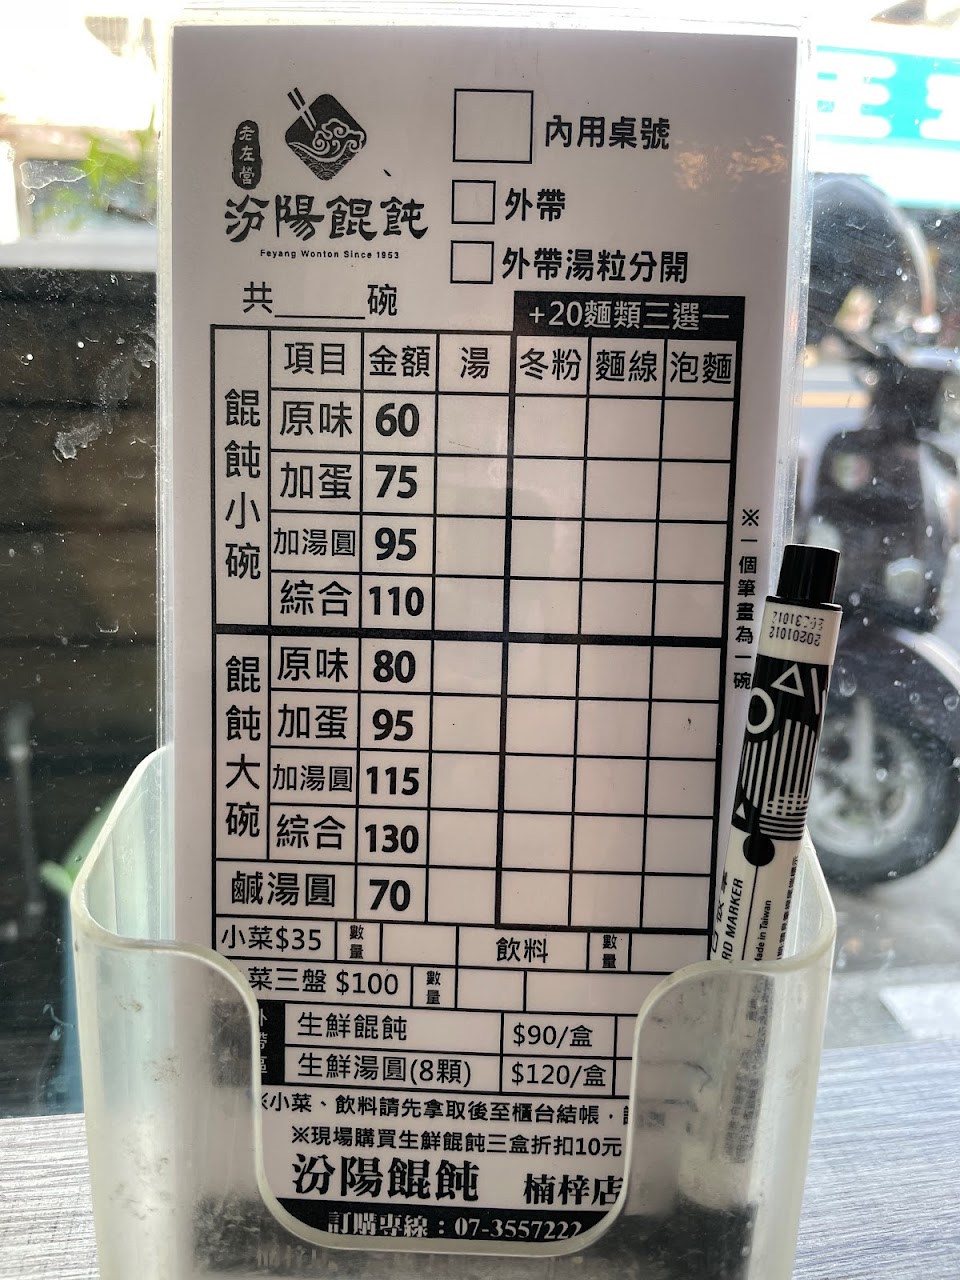 老左營
汾陽餛飩
Feyang Wonton Since 1953
內用桌號
外帶
外帶湯粒分開
共______碗
+20麵類三選一
項目 金額 湯 冬粉 麵線 泡麵
餛飩小碗
原味 60
加蛋 75
加湯圓 95
綜合 110
餛飩大碗
原味 80
加蛋 95
加湯圓 115
綜合 130
鹹湯圓 70
※一個筆畫為一碗
小菜$35 數量 飲料 數量
菜三盤 $100 數量
生鮮餛飩 $90/盒
生鮮湯圓(8顆) $120/盒
※小菜、飲料請先拿取後至櫃台結帳，
※現場購買生鮮餛飩三盒折扣10元
汾陽餛飩 楠梓店
訂購專線：07-3557222
20201012
RD MARKER
Made in Taiwan